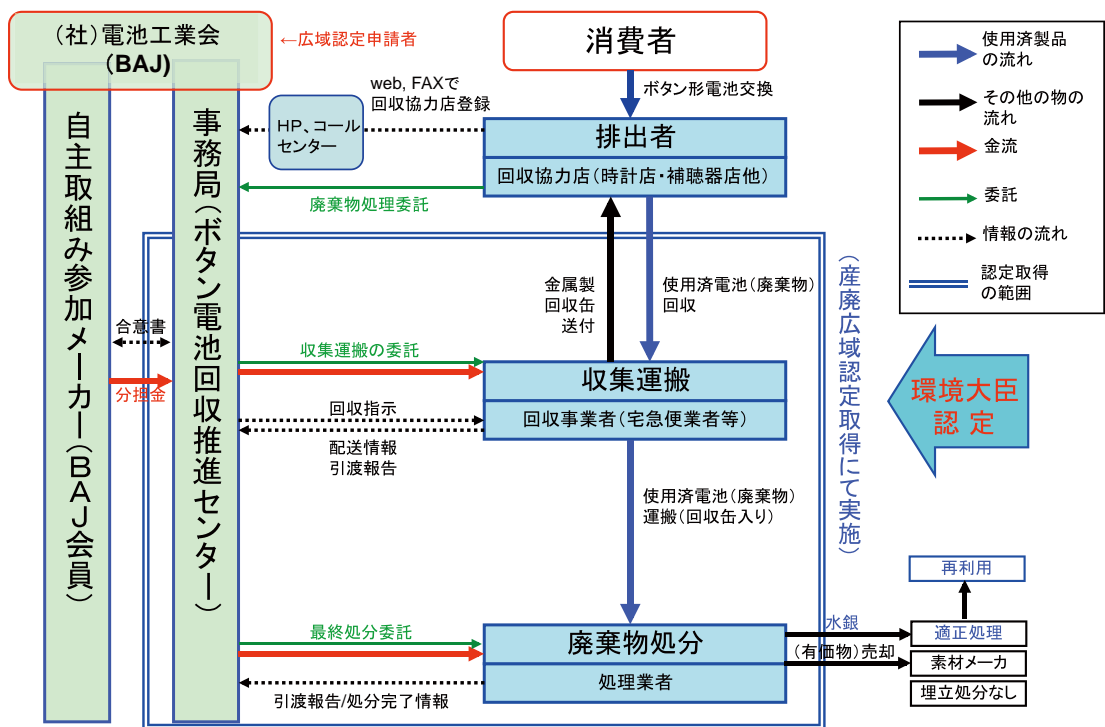 (社)電池工業会
(BAJ)
←広域認定申請者
消費者
ボタン形電池交換
web, FAXで
回収協力店登録
HP、コール
センター
排出者
回収協力店(時計店・補聴器店他)
廃棄物処理委託
自主取組み参加メーカー(BAJ会員)
事務局(ボタン電池回収推進センター)
合意書
分担金
金属製
回収缶
送付
使用済電池(廃棄物)
回収
収集運搬の委託
収集運搬
回収事業者(宅急便業者等)
回収指示
配送情報
引渡報告
使用済電池(廃棄物)
運搬(回収缶入り)
最終処分委託
廃棄物処分
処理業者
引渡報告/処分完了情報
(産廃広域認定取得にて実施)
環境大臣
認定
水銀
(有価物)売却
再利用
適正処理
素材メーカ
埋立処分なし
使用済製品
の流れ
その他の物の
流れ
金流
委託
情報の流れ
認定取得
の範囲